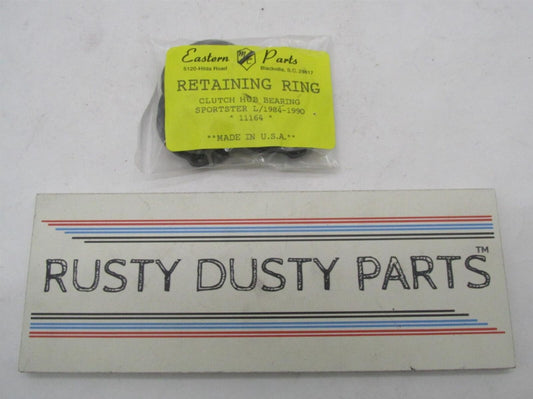 Eastern MC Parts
5120 Hilda Road Blackville, S.C. 29817
RETAINING RING
CLUTCH HUB BEARING
SPORTSTER L/1984-1990
* 11164 *
**MADE IN U.S.A.**
RUSTY DUSTY PARTS™